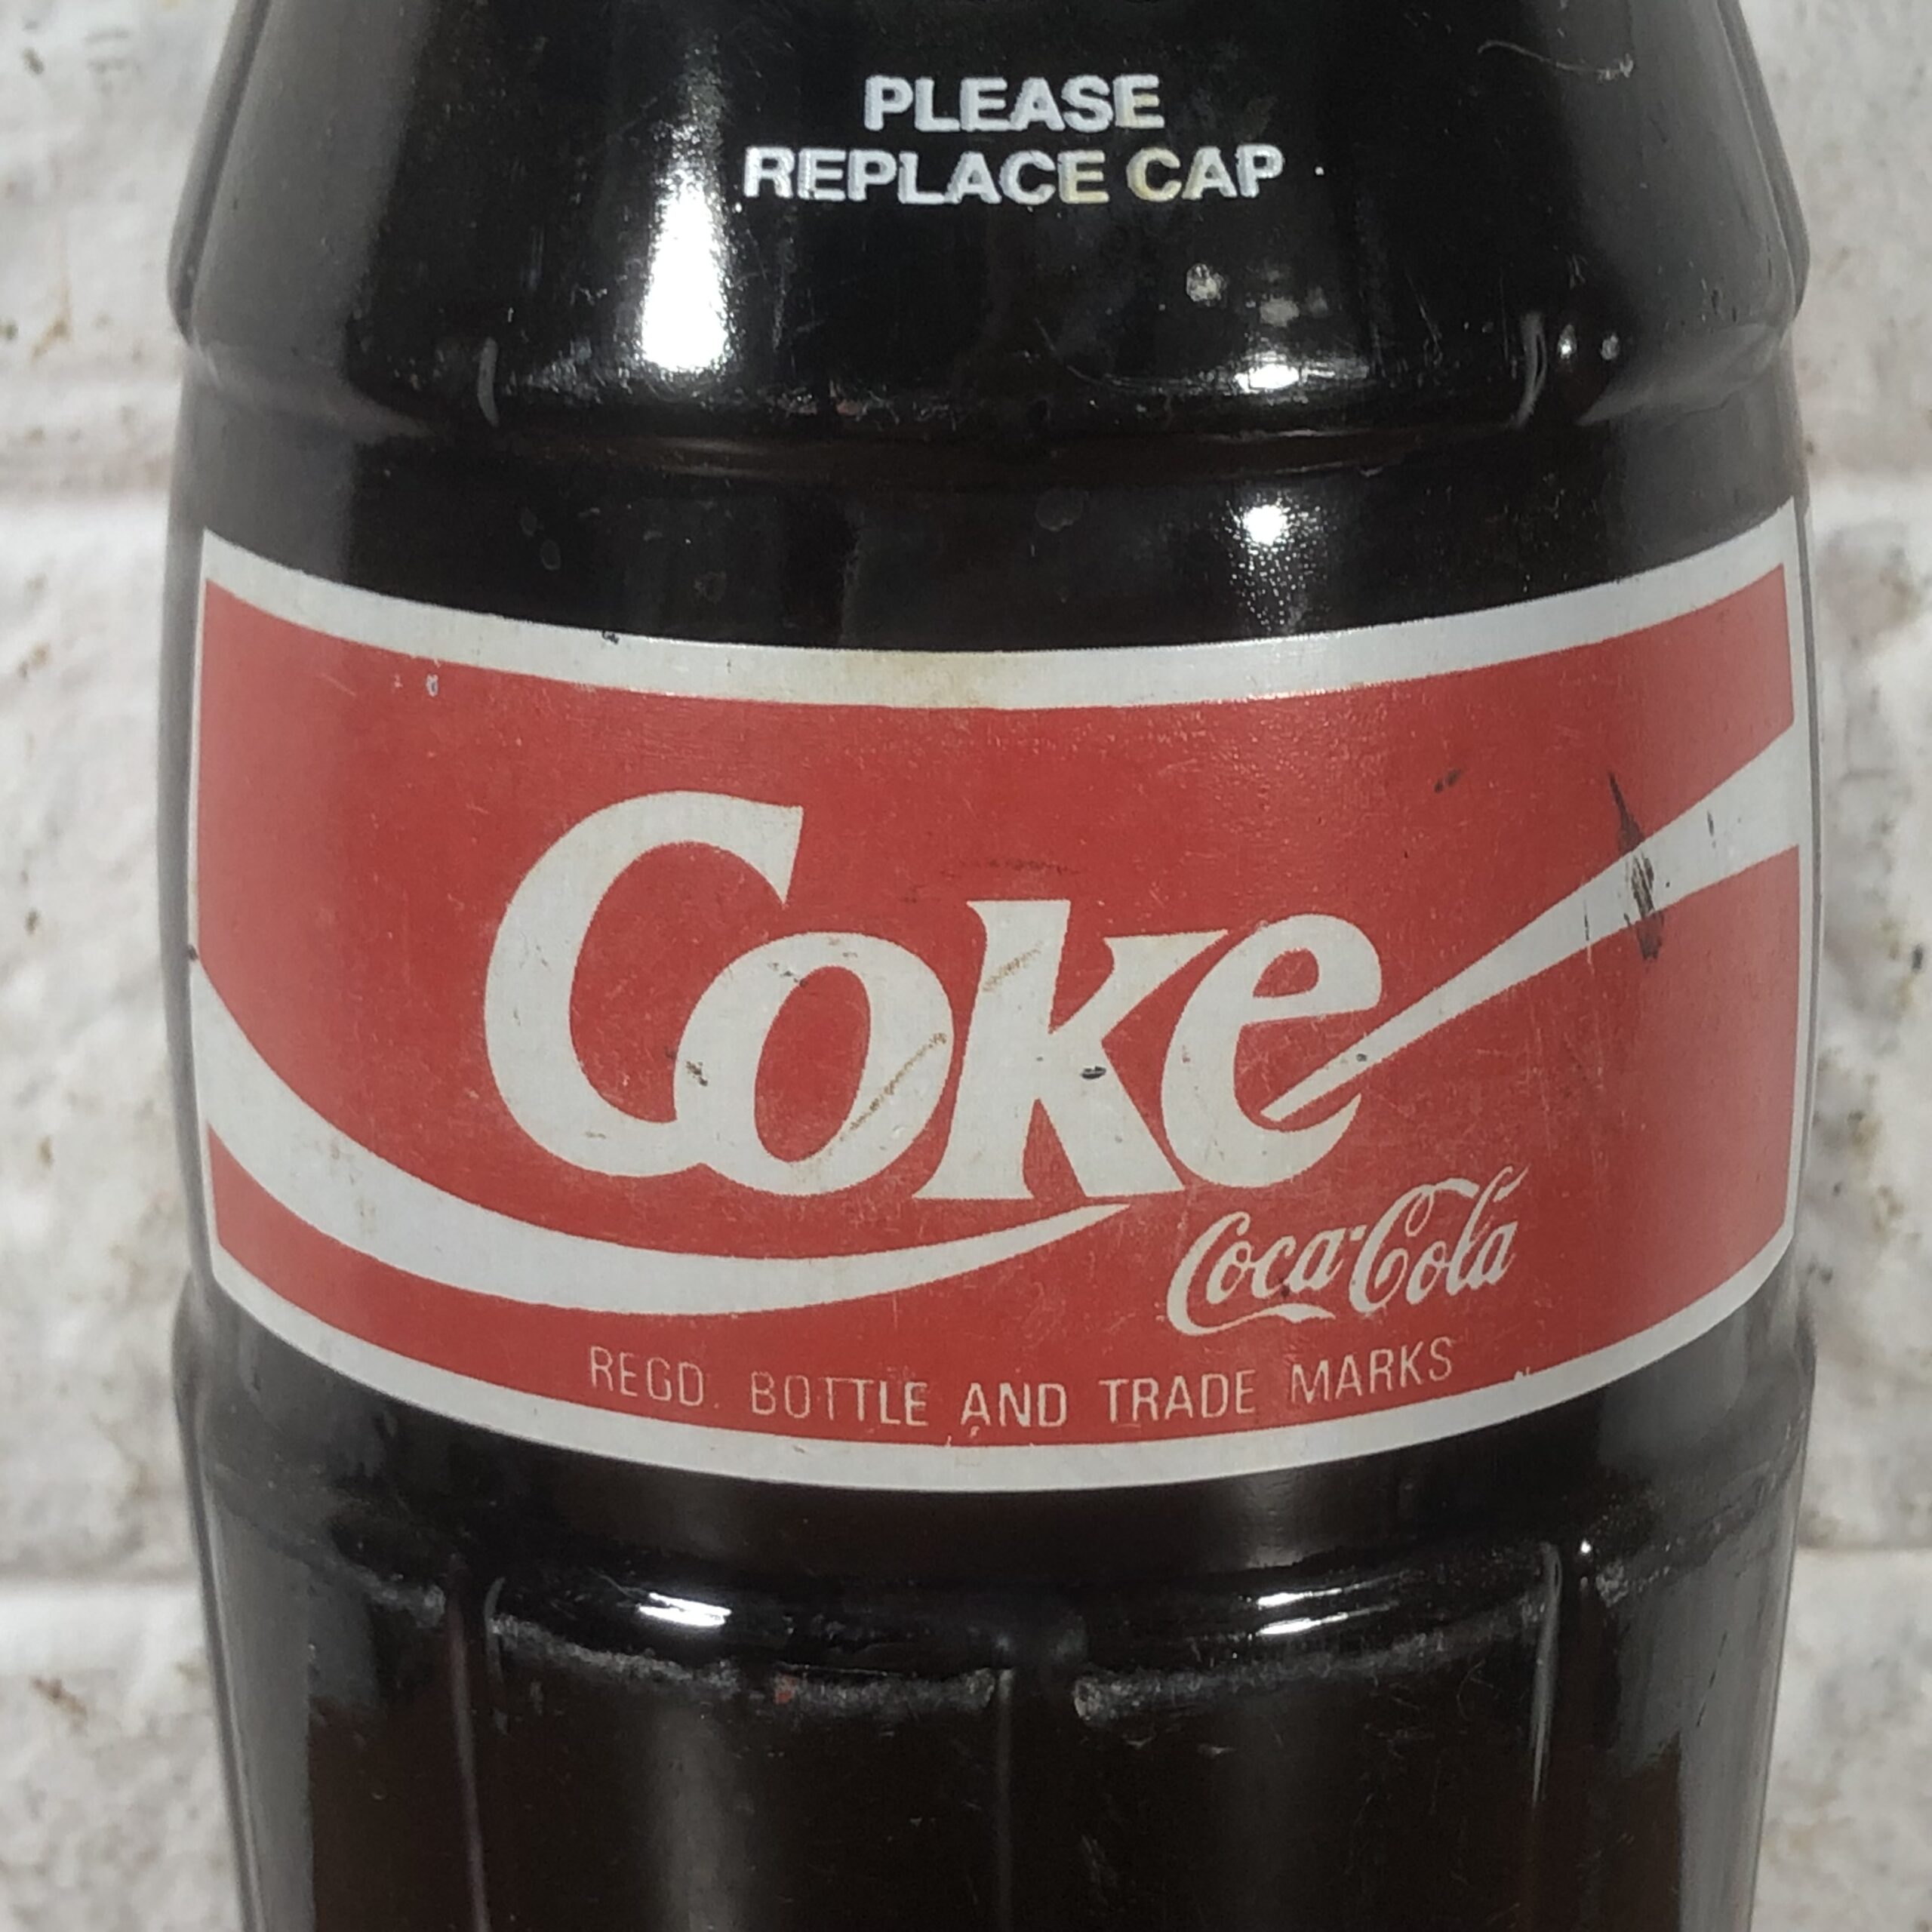 PLEASE
REPLACE CAP
Coke
Coca-Cola
REGD. BOTTLE AND TRADE MARKS